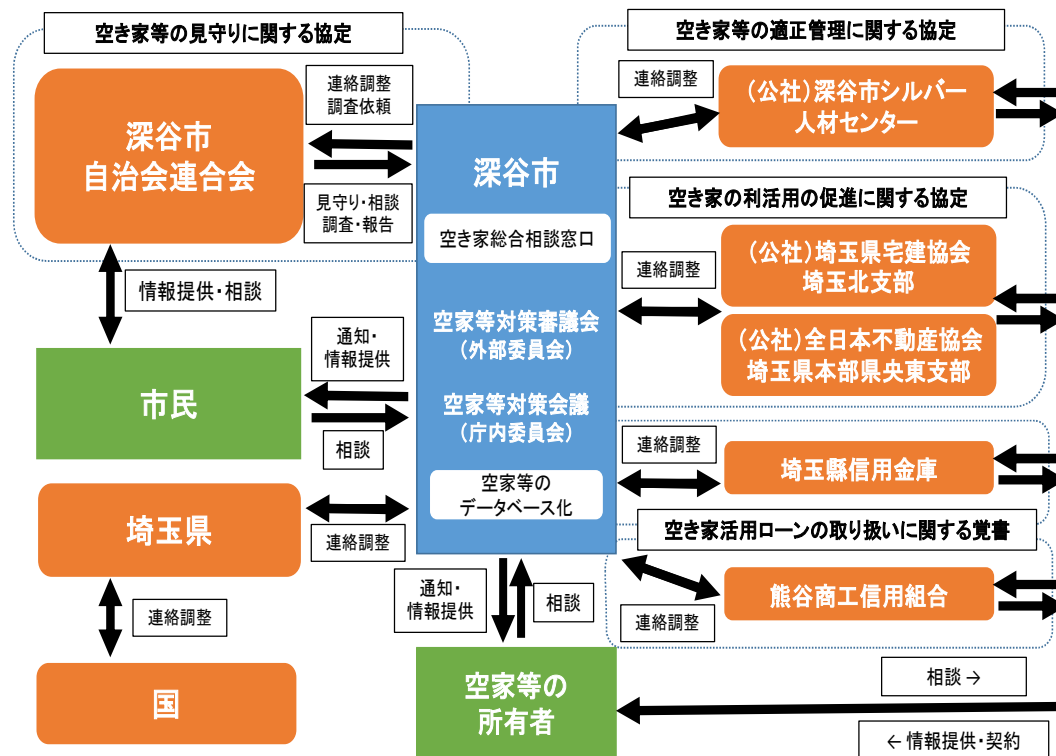 空き家等の見守りに関する協定
深谷市
自治会連合会
連絡調整
調査依頼
見守り・相談
調査・報告
情報提供・相談
市民
通知・
情報提供
相談
埼玉県
連絡調整
連絡調整
国
深谷市
空き家総合相談窓口
空家等対策審議会
（外部委員会）
空家等対策会議
（庁内委員会）
空家等の
データベース化
通知・
情報提供
相談
空家等の
所有者
空き家等の適正管理に関する協定
連絡調整
（公社）深谷市シルバー
人材センター
空き家の利活用の促進に関する協定
連絡調整
（公社）埼玉県宅建協会
埼玉北支部
（公社）全日本不動産協会
埼玉県本部県央東支部
連絡調整
埼玉縣信用金庫
空き家活用ローンの取り扱いに関する覚書
熊谷商工信用組合
連絡調整
相談→
←情報提供・契約